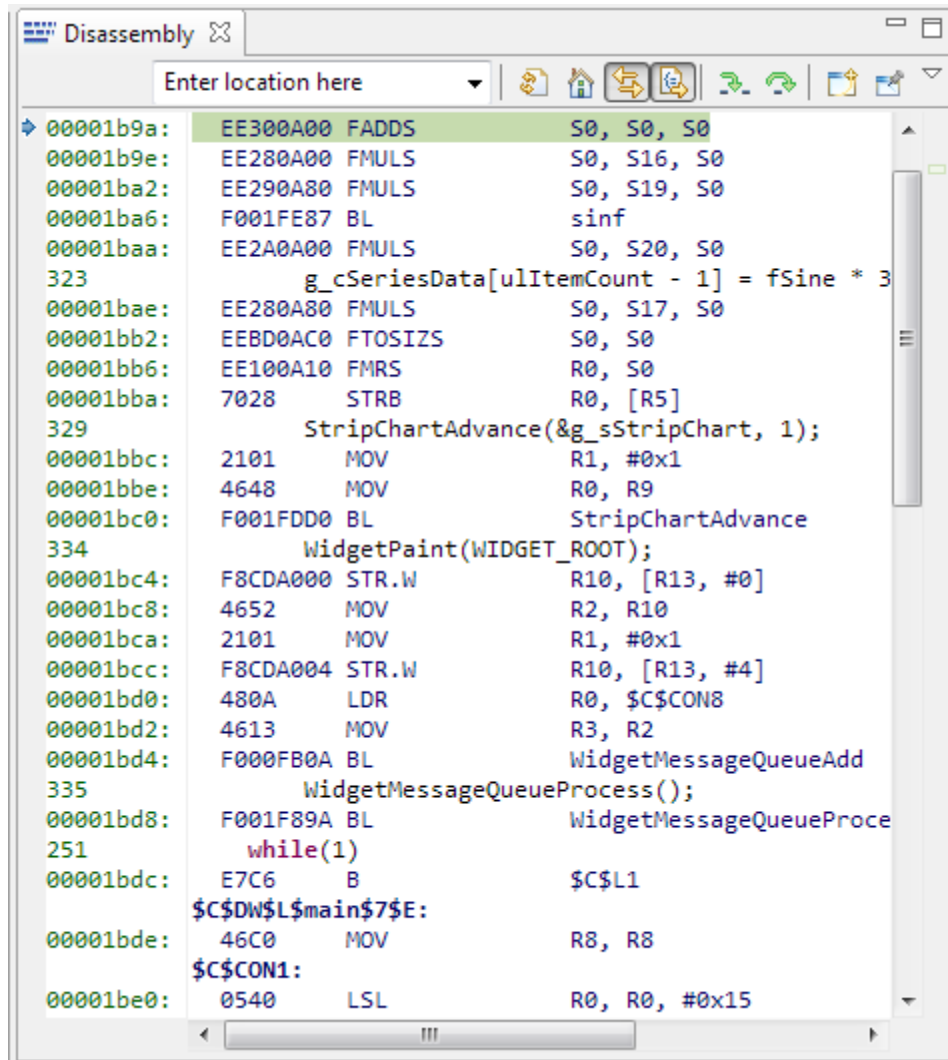 Disassembly
Enter location here
00001b9a: EE300A00 FADDS S0, S0, S0
00001b9e: EE280A00 FMULS S0, S16, S0
00001ba2: EE290A80 FMULS S0, S19, S0
00001ba6: F001FE87 BL sinf
00001baa: EE2A0A00 FMULS S0, S20, S0
323 g_cSeriesData[ulItemCount - 1] = fSine * 3
00001bae: EE280A80 FMULS S0, S17, S0
00001bb2: EEBD0AC0 FTOSIZS S0, S0
00001bb6: EE100A10 FMRS R0, S0
00001bba: 7028 STRB R0, [R5]
329 StripChartAdvance(&g_sStripChart, 1);
00001bbc: 2101 MOV R1, #0x1
00001bbe: 4648 MOV R0, R9
00001bc0: F001FDD0 BL StripChartAdvance
334 WidgetPaint(WIDGET_ROOT);
00001bc4: F8CDA000 STR.W R10, [R13, #0]
00001bc8: 4652 MOV R2, R10
00001bca: 2101 MOV R1, #0x1
00001bcc: F8CDA004 STR.W R10, [R13, #4]
00001bd0: 480A LDR R0, $C$CON8
00001bd2: 4613 MOV R3, R2
00001bd4: F000FB0A BL WidgetMessageQueueAdd
335 WidgetMessageQueueProcess();
00001bd8: F001F89A BL WidgetMessageQueueProce
251 while(1)
00001bdc: E7C6 B $C$L1
$C$DW$L$main$7$E:
00001bde: 46C0 MOV R8, R8
$C$CON1:
00001be0: 0540 LSL R0, R0, #0x15